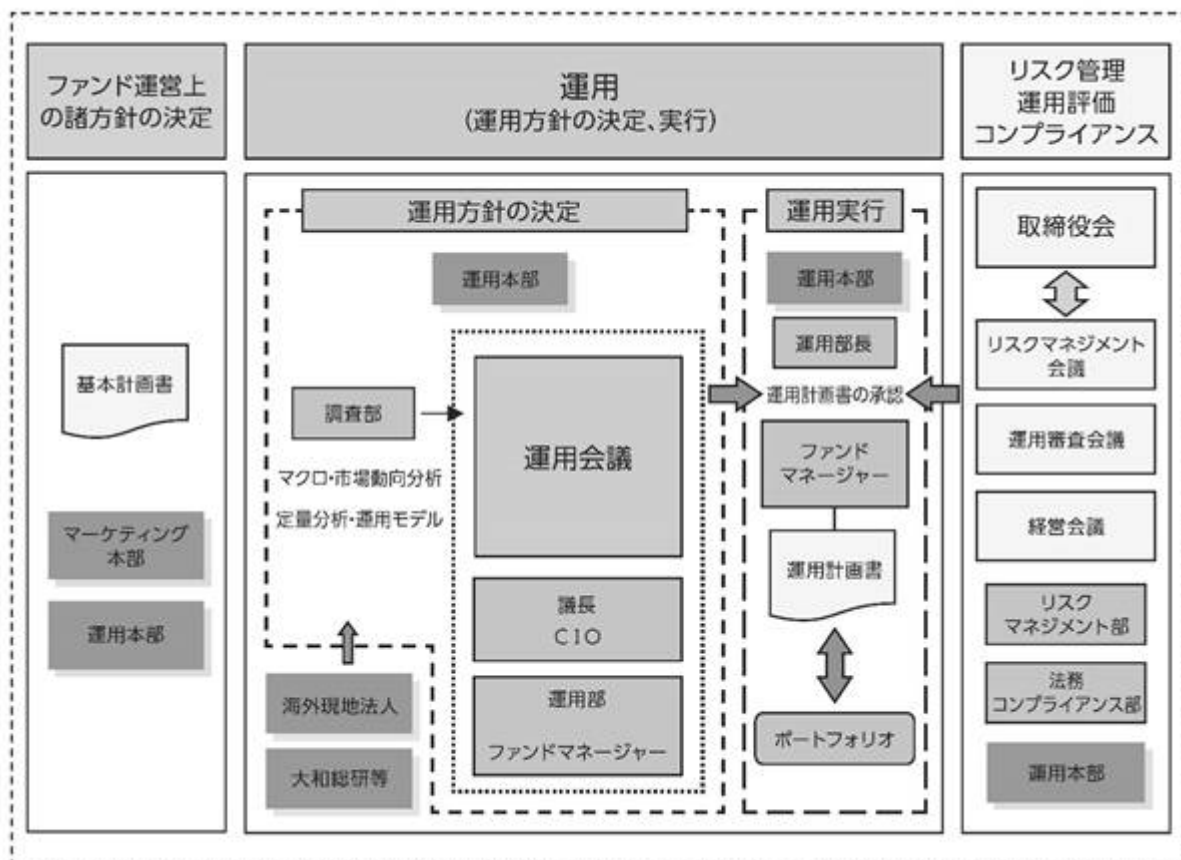 ファンド運営上
の諸方針の決定
運用
(運用方針の決定、実行)
リスク管理
運用評価
コンプライアンス
基本計画書
マーケティング
本部
運用本部
運用方針の決定
運用本部
調査部
マクロ・市場動向分析
定量分析・運用モデル
海外現地法人
大和総研等
運用会議
議長
CIO
運用部
ファンドマネージャー
運用実行
運用本部
運用部長
運用計画書の承認
ファンド
マネージャー
運用計画書
ポートフォリオ
取締役会
リスクマネジメント
会議
運用審査会議
経営会議
リスク
マネジメント部
法務
コンプライアンス部
運用本部